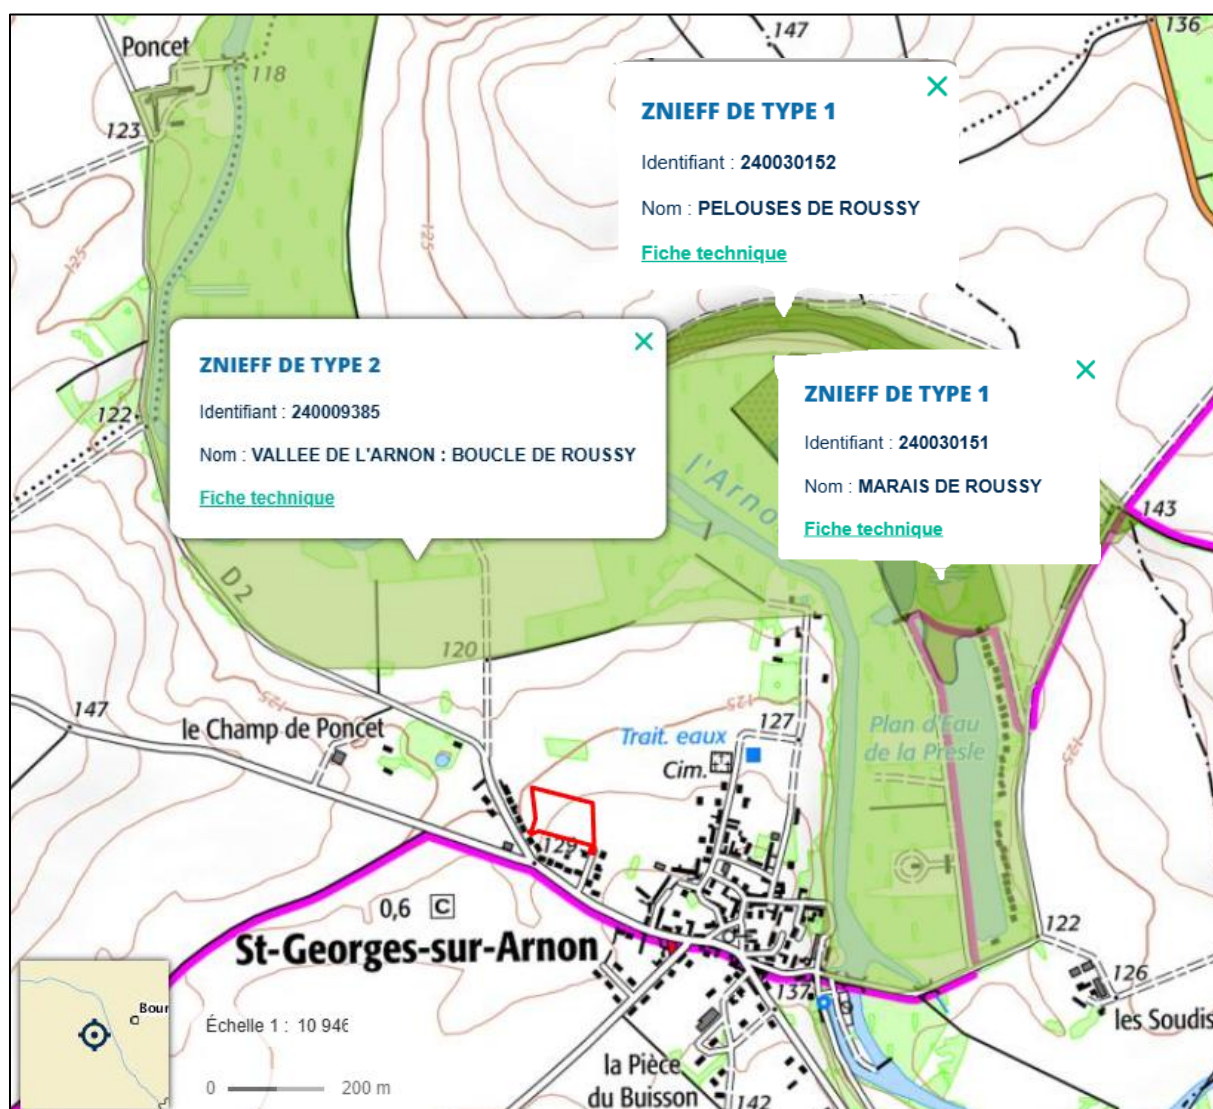 136
147
Poncet
118
123
ZNIEFF DE TYPE 1
Identifiant : 240030152
Nom : PELOUSES DE ROUSSY
Fiche technique
125
125
ZNIEFF DE TYPE 2
Identifiant : 240009385
Nom : VALLEE DE L'ARNON : BOUCLE DE ROUSSY
Fiche technique
ZNIEFF DE TYPE 1
Identifiant : 240030151
Nom : MARAIS DE ROUSSY
Fiche technique
122
l'Arno
143
D2
120
125
125
147
le Champ de Poncet
127
Trait. eaux
Cim.
Plan d'Eau
de la Presle
125
129
0,6 C
St-Georges-sur-Arnon
122
126
137
les Soudis
Bour
Échelle 1 : 10 946
0 200 m
la Pièce
du Buisson
142